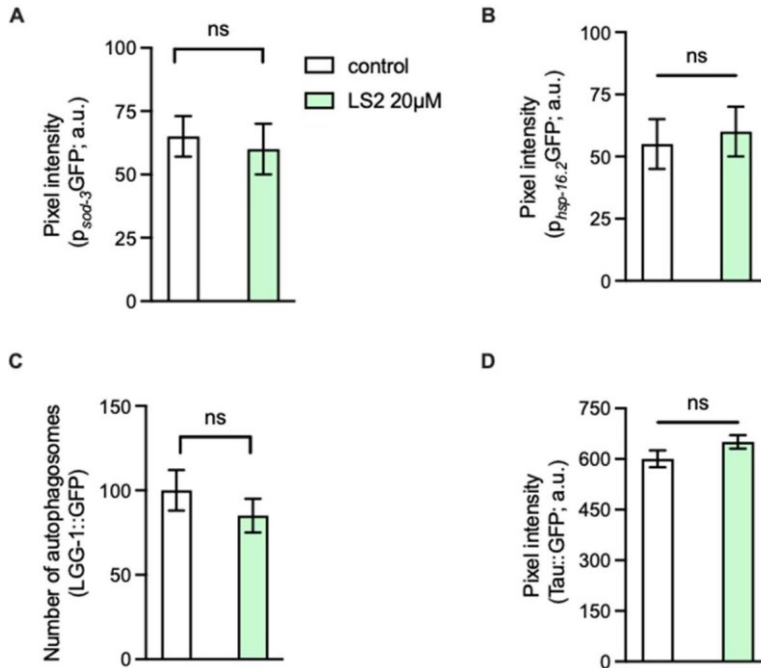 A
ns
100
75
50
25
0
Pixel intensity
(psod-3GFP; a.u.)
control
LS2 20µM
B
ns
100
75
50
25
0
Pixel intensity
(phsp-16.2GFP; a.u.)
C
ns
150
100
50
0
Number of autophagosomes
(LGG-1::GFP)
D
ns
750
600
450
300
150
0
Pixel intensity
(Tau::GFP; a.u.)